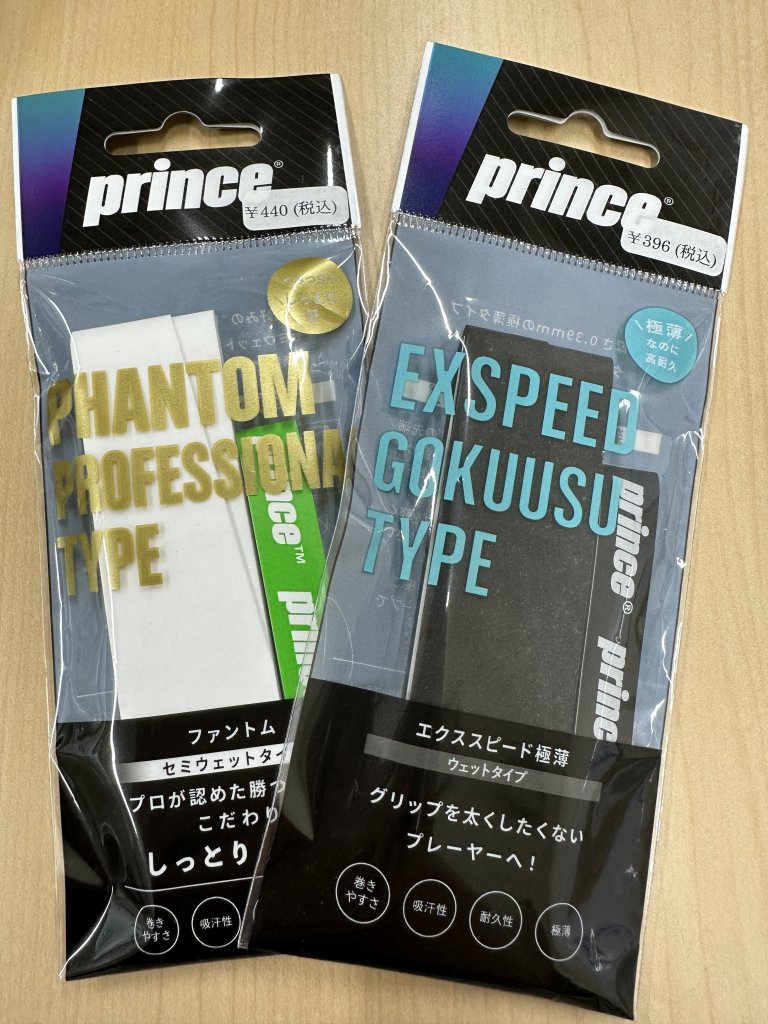 prince®
¥440 (税込)
PHANTOM
PROFESSIONA
TYPE
prince™
ファントム
セミウェットタイ
プロが認めた勝つ
こだわり
しっとり
巻き
やすさ
吸汗性
prince®
¥396 (税込)
極薄
なのに
高耐久
EXSPEED
GOKUUSU
TYPE
prince®
princ
エクススピード極薄
ウェットタイプ
グリップを太くしたくない
プレーヤーへ！
巻き
やすさ
吸汗性
耐久性
極薄